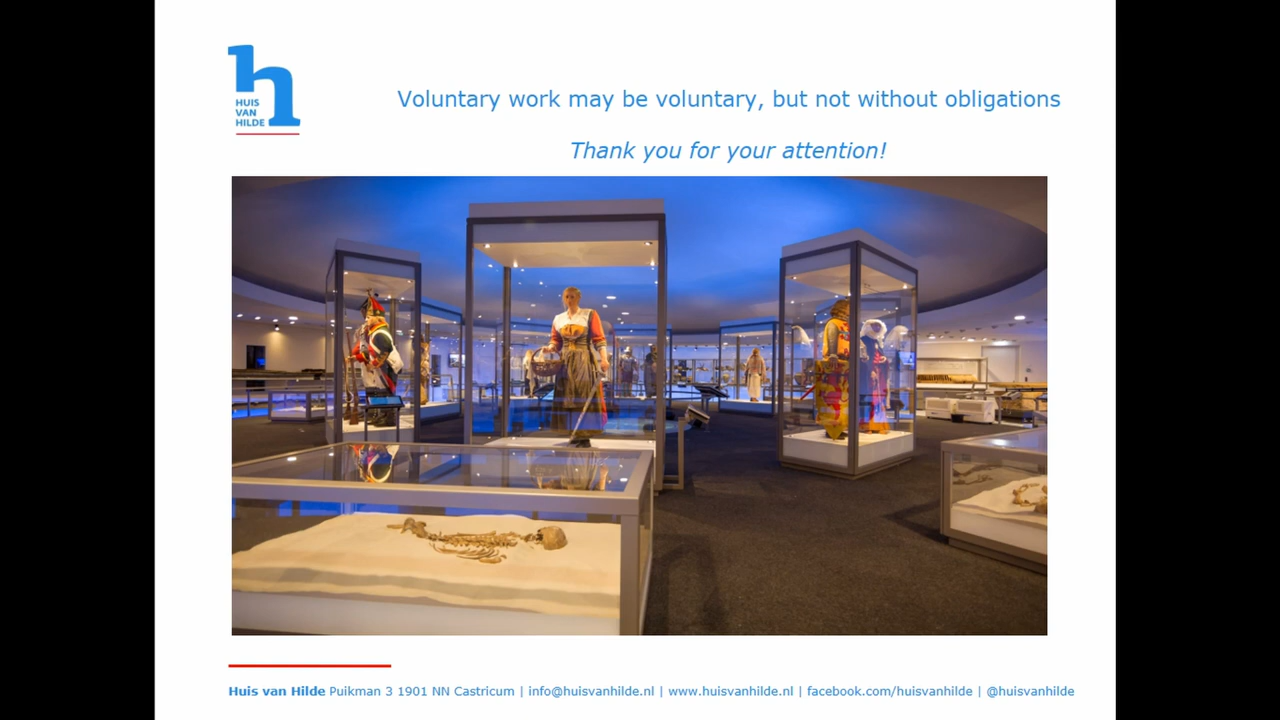 h
HUIS
VAN
HILDE
Voluntary work may be voluntary, but not without obligations
Thank you for your attention!
Huis van Hilde Puikman 3 1901 NN Castricum | info@huisvanhilde.nl | www.huisvanhilde.nl | facebook.com/huisvanhilde | @huisvanhilde